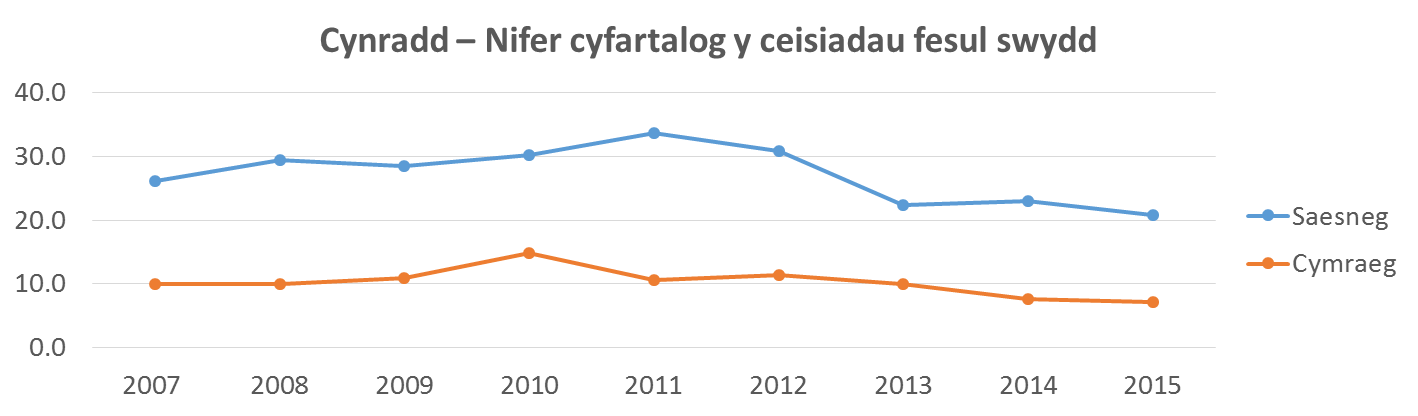 Cynradd – Nifer cyfartalog y ceisiadau fesul swydd
40.0
30.0
20.0
10.0
0.0
2007 2008 2009 2010 2011 2012 2013 2014 2015
Saesneg
Cymraeg